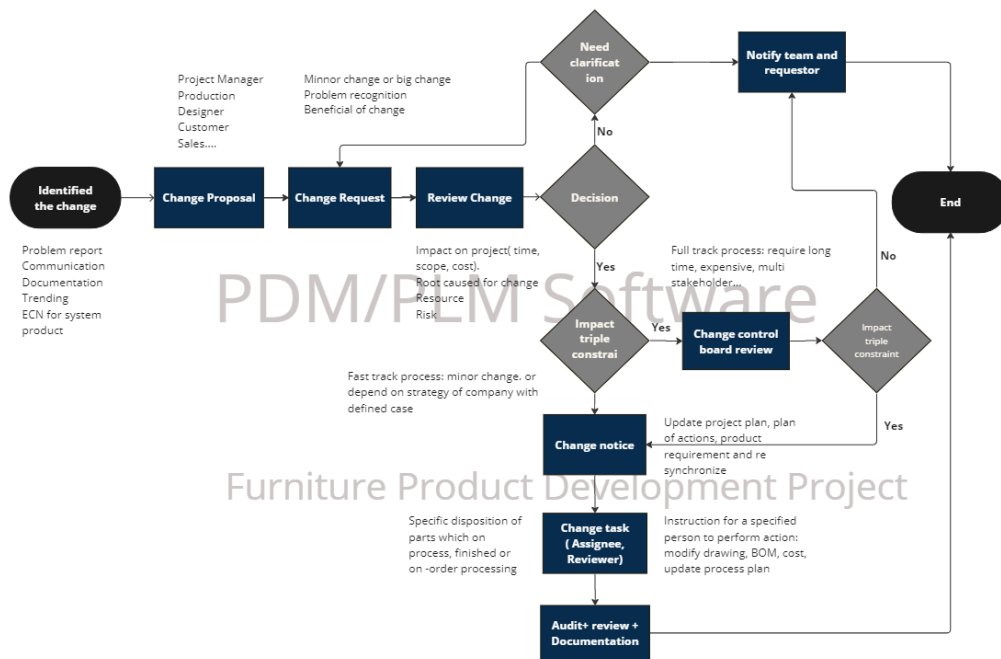 Need
clarificat
ion
Notify team and
requestor
Project Manager
Production
Designer
Customer
Sales....
Minnor change or big change
Problem recognition
Beneficial of change
No
Identified
the change
Change Proposal
Change Request
Review Change
Decision
End
Problem report
Communication
Documentation
Trending
ECN for system
product
Impact on project( time,
scope, cost).
Root caused for change
Resource
Risk
Yes
Full track process: require long
time, expensive, multi
stakeholder...
No
PDM/PLM Software
Impact
triple
constrai
Yes
Change control
board review
Impact
triple
constraint
Fast track process: minor change. or
depend on strategy of company with
defined case
Change notice
Update project plan, plan
of actions, product
requirement and re
synchronize
Yes
Furniture Product Development Project
Specific disposition of
parts which on
process, finished or
on -order processing
Change task
( Assignee,
Reviewer)
Instruction for a specified
person to perform action:
modify drawing, BOM, cost,
update process plan
Audit+ review +
Documentation